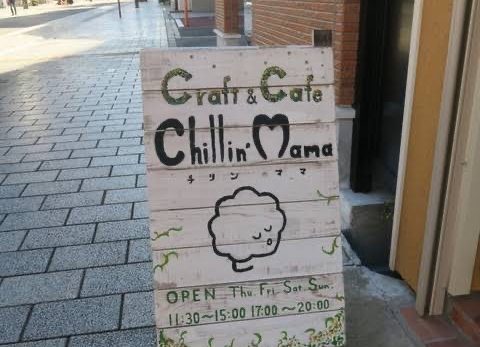 Craft & Cafe
Chillin' Mama
チリン ママ
OPEN Thu. Fri. Sat. Sun.
11:30～15:00 17:00～20:00